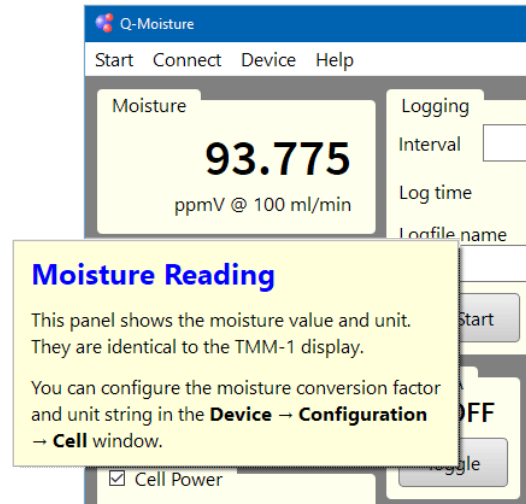 Q-Moisture
Start Connect Device Help
Moisture
93.775
ppmV @ 100 ml/min
Logging
Interval
Log time
Logfile name
Moisture Reading
This panel shows the moisture value and unit.
They are identical to the TMM-1 display.
You can configure the moisture conversion factor
and unit string in the Device → Configuration
→ Cell window.
Start
Toggle
Cell Power